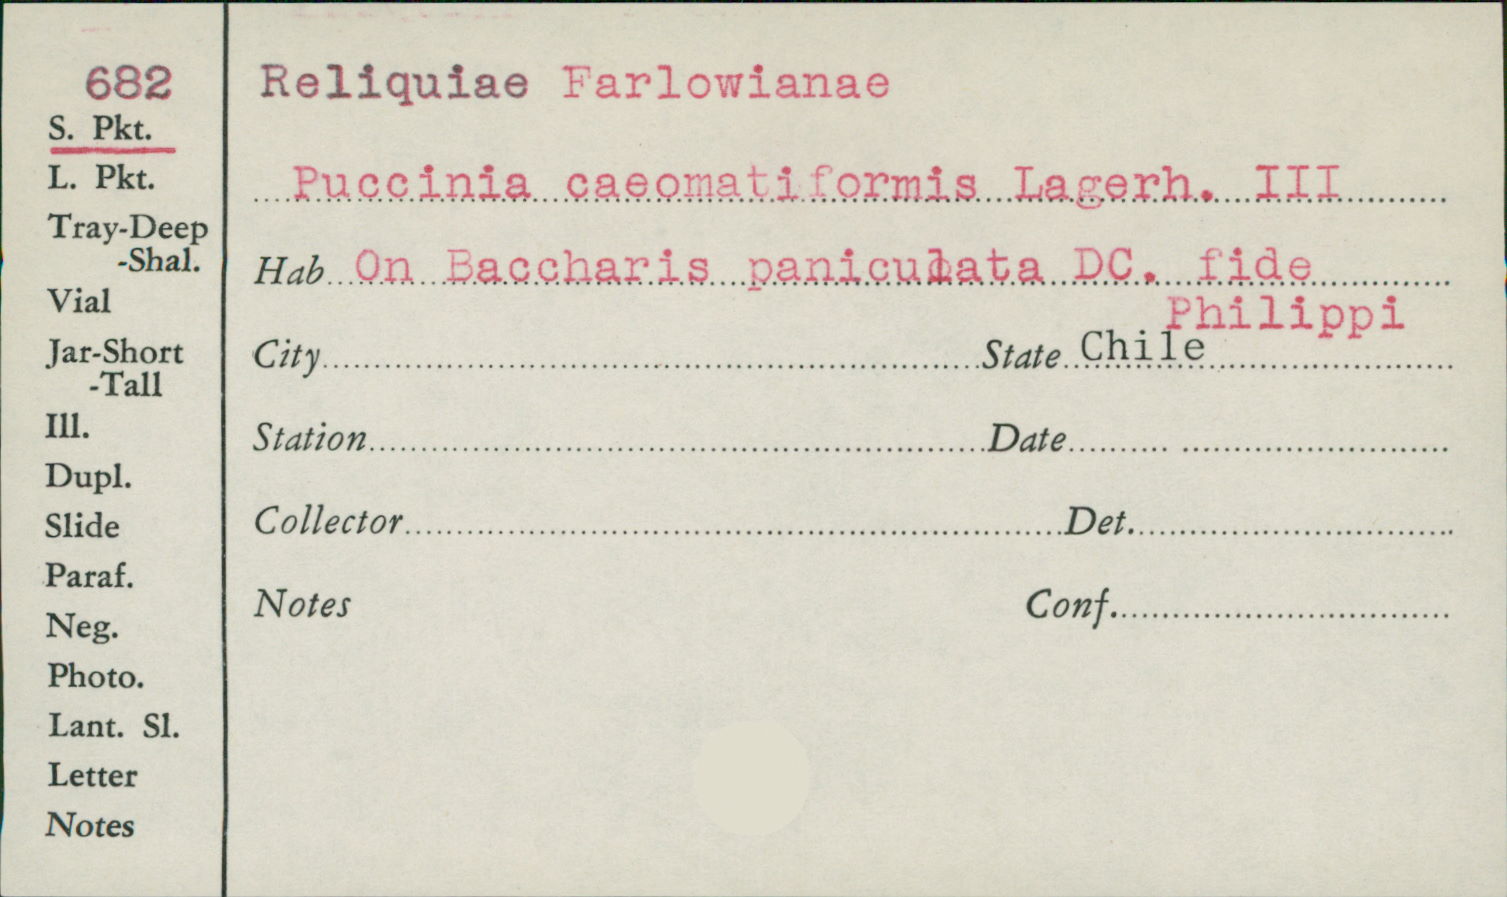 682
S. Pkt.
L. Pkt.
Tray-Deep
-Shal.
Vial
Jar-Short
-Tall
Ill.
Dupl.
Slide
Paraf.
Neg.
Photo.
Lant. Sl.
Letter
Notes
Reliquiae Farlowianae
Puccinia caeomatiformis Lagerh. III
Hab On Baccharis paniculata DC. fide
Philippi
City State Chile
Station Date
Collector Det.
Notes Conf.